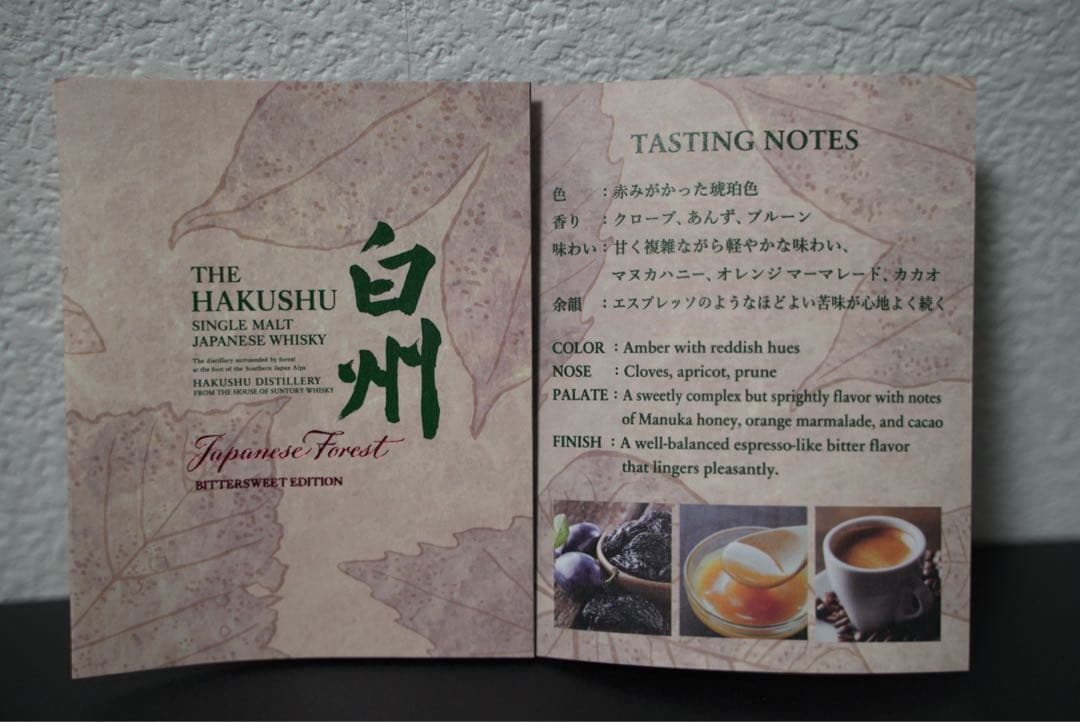 THE
HAKUSHU
SINGLE MALT
JAPANESE WHISKY
The distillery surrounded by forest
at the foot of the Southern Japan Alps
HAKUSHU DISTILLERY
FROM THE HOUSE OF SUNTORY WHISKY
白州
Japanese Forest
BITTERSWEET EDITION
TASTING NOTES
色 ：赤みがかった琥珀色
香り ：クローブ、あんず、プルーン
味わい：甘く複雑ながら軽やかな味わい、
マヌカハニー、オレンジマーマレード、カカオ
余韻 ：エスプレッソのようなほどよい苦味が心地よく続く
COLOR : Amber with reddish hues
NOSE : Cloves, apricot, prune
PALATE : A sweetly complex but sprightly flavor with notes
of Manuka honey, orange marmalade, and cacao
FINISH : A well-balanced espresso-like bitter flavor
that lingers pleasantly.